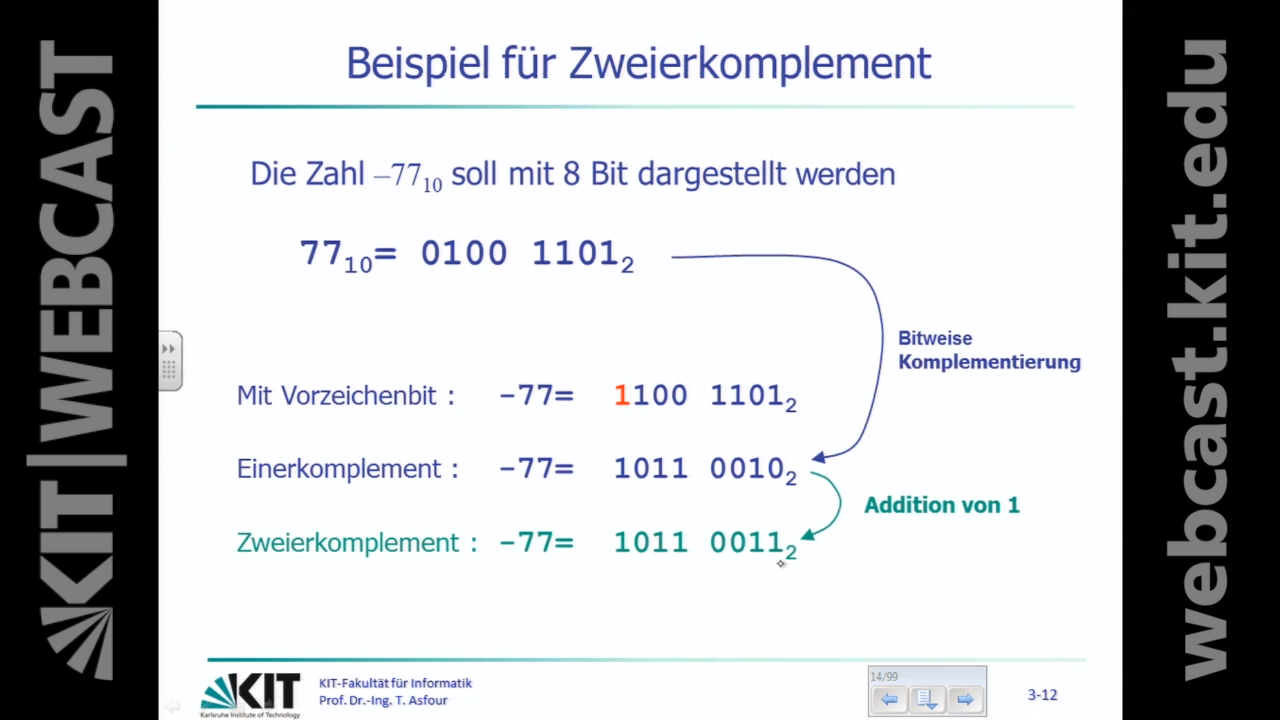 KIT|WEBCAST
Beispiel für Zweierkomplement
Die Zahl –77₁₀ soll mit 8 Bit dargestellt werden
77₁₀= 0100 1101₂
Bitweise
Komplementierung
Mit Vorzeichenbit : -77= 1100 1101₂
Einerkomplement : -77= 1011 0010₂
Addition von 1
Zweierkomplement : -77= 1011 0011₂
KIT
Karlsruhe Institute of Technology
KIT-Fakultät für Informatik
Prof. Dr.-Ing. T. Asfour
14/99
3-12
webcast.kit.edu